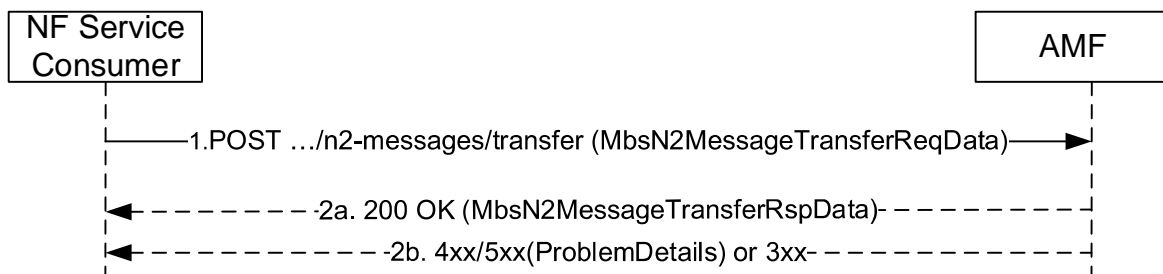 NF Service
Consumer
AMF
1.POST …/n2-messages/transfer (MbsN2MessageTransferReqData)
2a. 200 OK (MbsN2MessageTransferRspData)
2b. 4xx/5xx(ProblemDetails) or 3xx